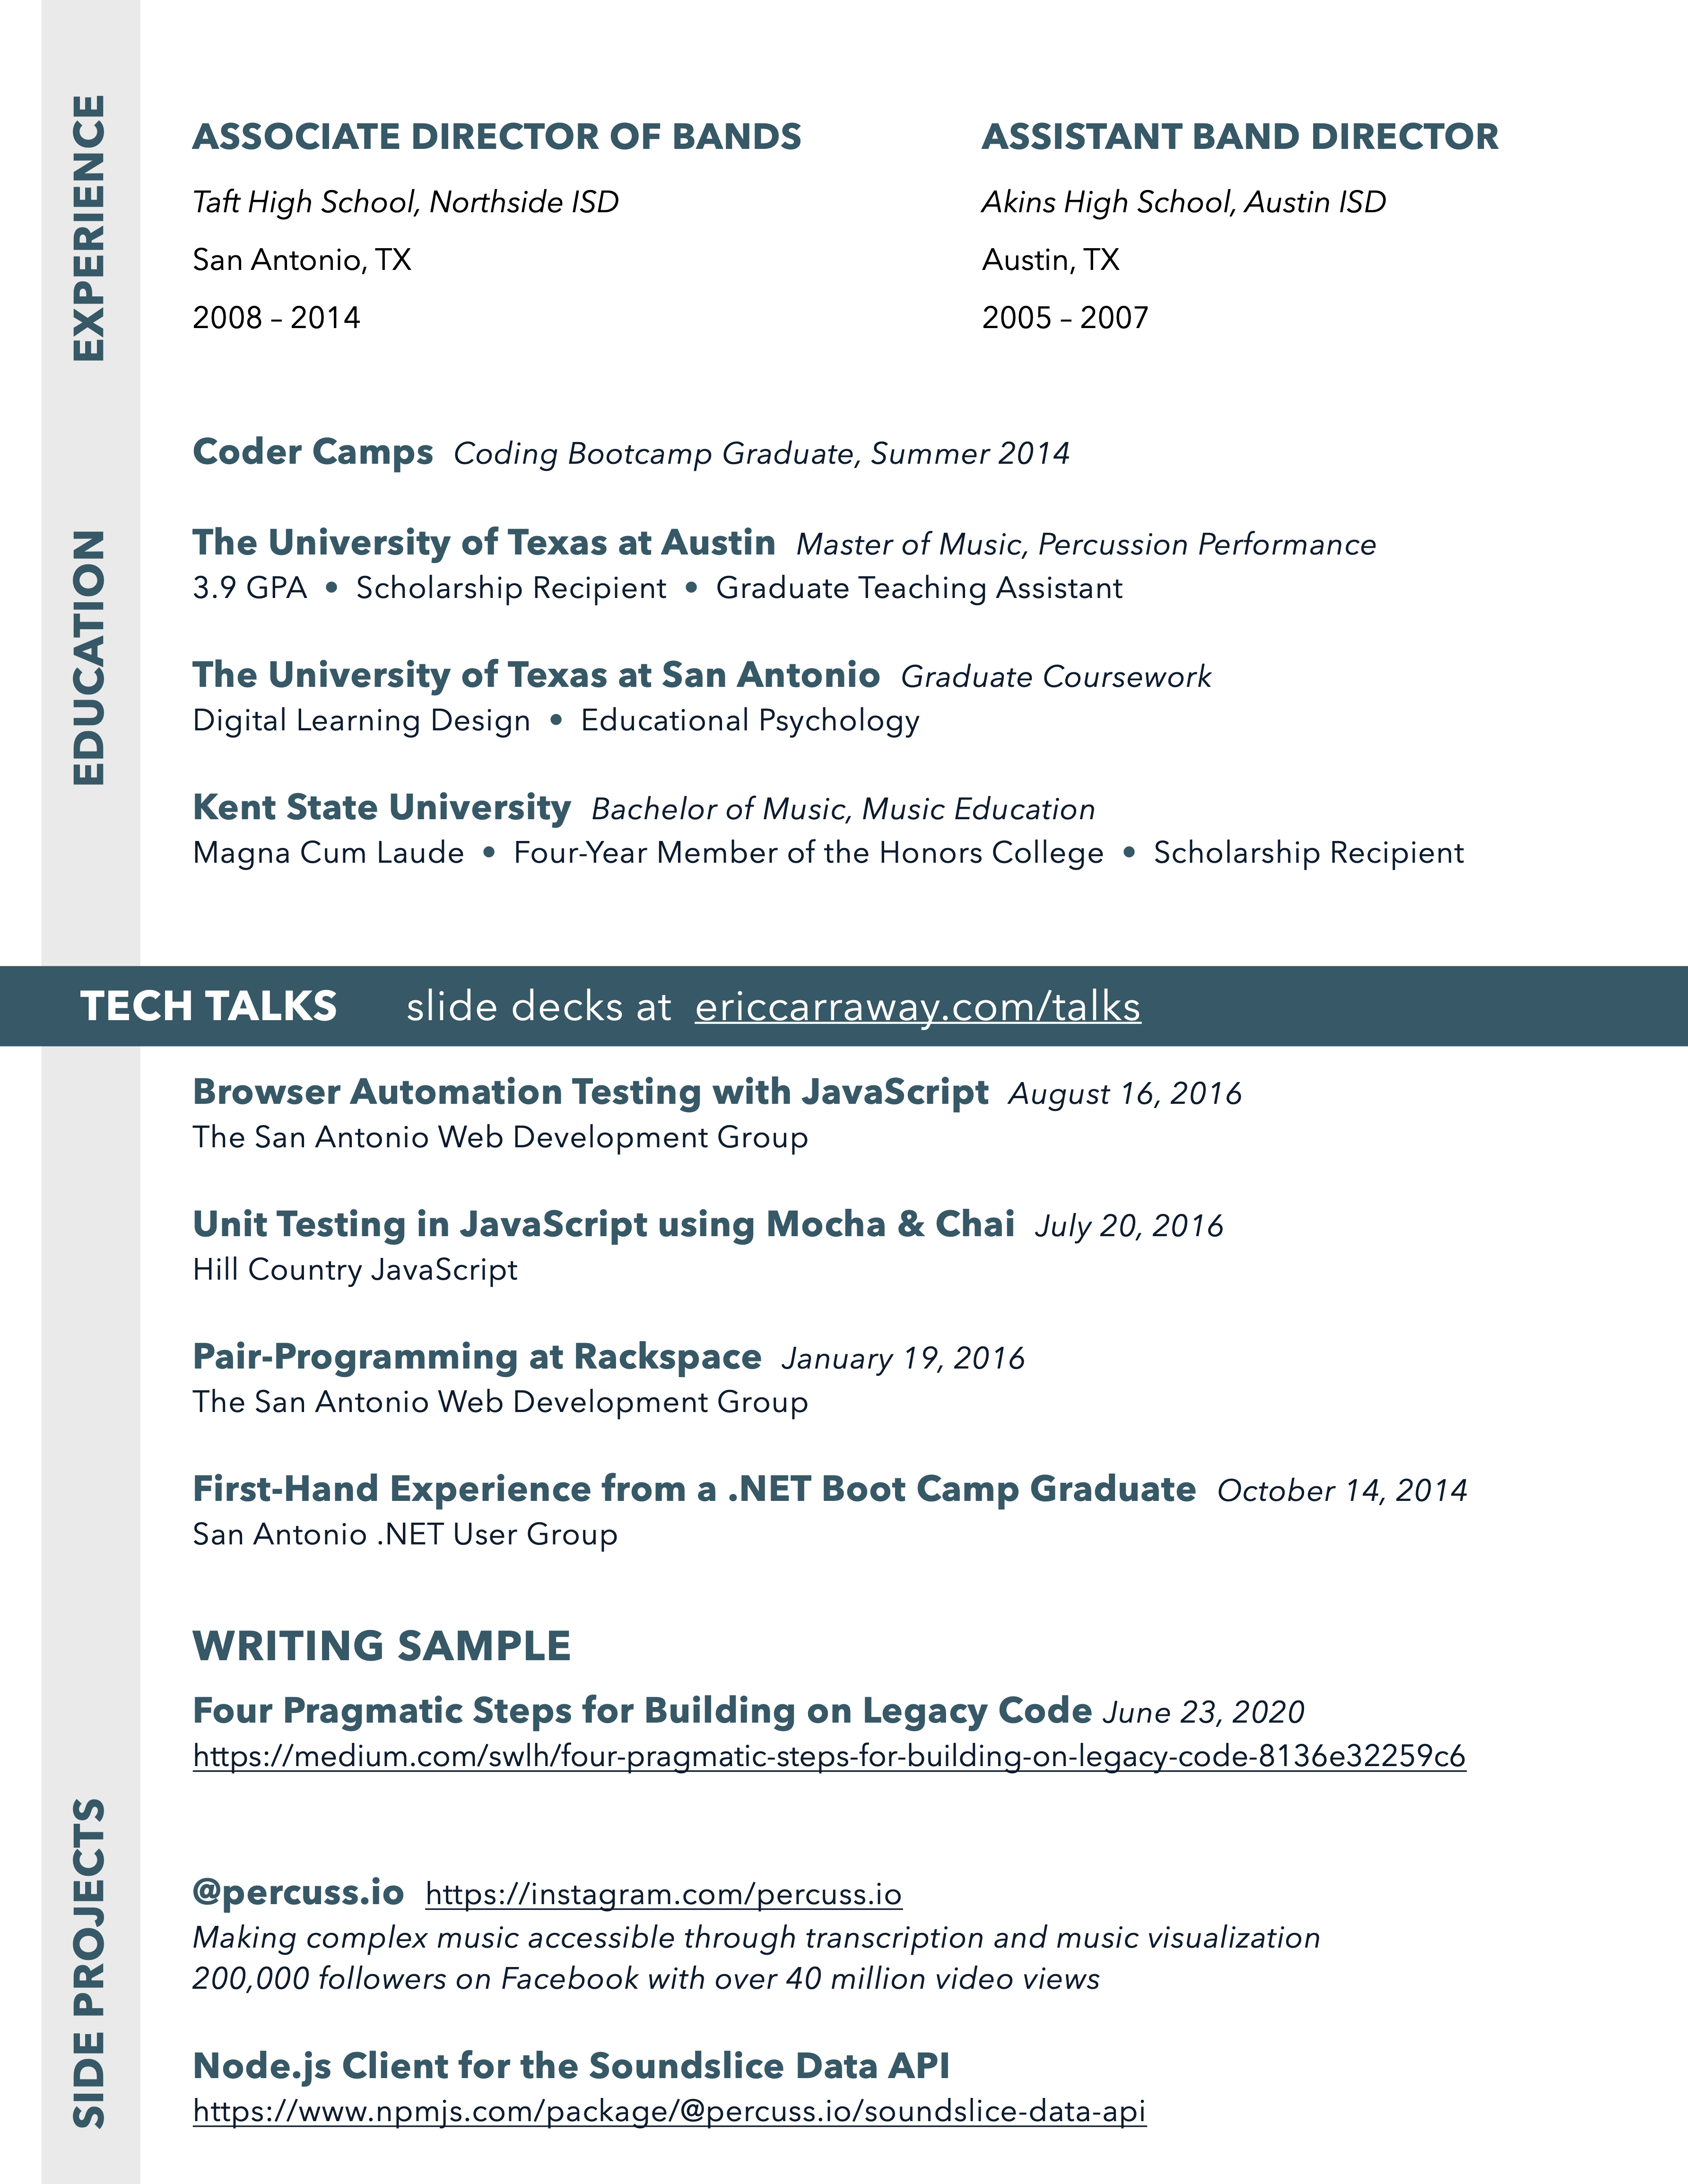 EXPERIENCE
ASSOCIATE DIRECTOR OF BANDS
Taft High School, Northside ISD
San Antonio, TX
2008 – 2014
ASSISTANT BAND DIRECTOR
Akins High School, Austin ISD
Austin, TX
2005 – 2007
EDUCATION
Coder Camps Coding Bootcamp Graduate, Summer 2014
The University of Texas at Austin Master of Music, Percussion Performance
3.9 GPA • Scholarship Recipient • Graduate Teaching Assistant
The University of Texas at San Antonio Graduate Coursework
Digital Learning Design • Educational Psychology
Kent State University Bachelor of Music, Music Education
Magna Cum Laude • Four-Year Member of the Honors College • Scholarship Recipient
TECH TALKS slide decks at ericcarraway.com/talks
Browser Automation Testing with JavaScript August 16, 2016
The San Antonio Web Development Group
Unit Testing in JavaScript using Mocha & Chai July 20, 2016
Hill Country JavaScript
Pair-Programming at Rackspace January 19, 2016
The San Antonio Web Development Group
First-Hand Experience from a .NET Boot Camp Graduate October 14, 2014
San Antonio .NET User Group
WRITING SAMPLE
Four Pragmatic Steps for Building on Legacy Code June 23, 2020
https://medium.com/swlh/four-pragmatic-steps-for-building-on-legacy-code-8136e32259c6
SIDE PROJECTS
@percuss.io https://instagram.com/percuss.io
Making complex music accessible through transcription and music visualization
200,000 followers on Facebook with over 40 million video views
Node.js Client for the Soundslice Data API
https://www.npmjs.com/package/@percuss.io/soundslice-data-api